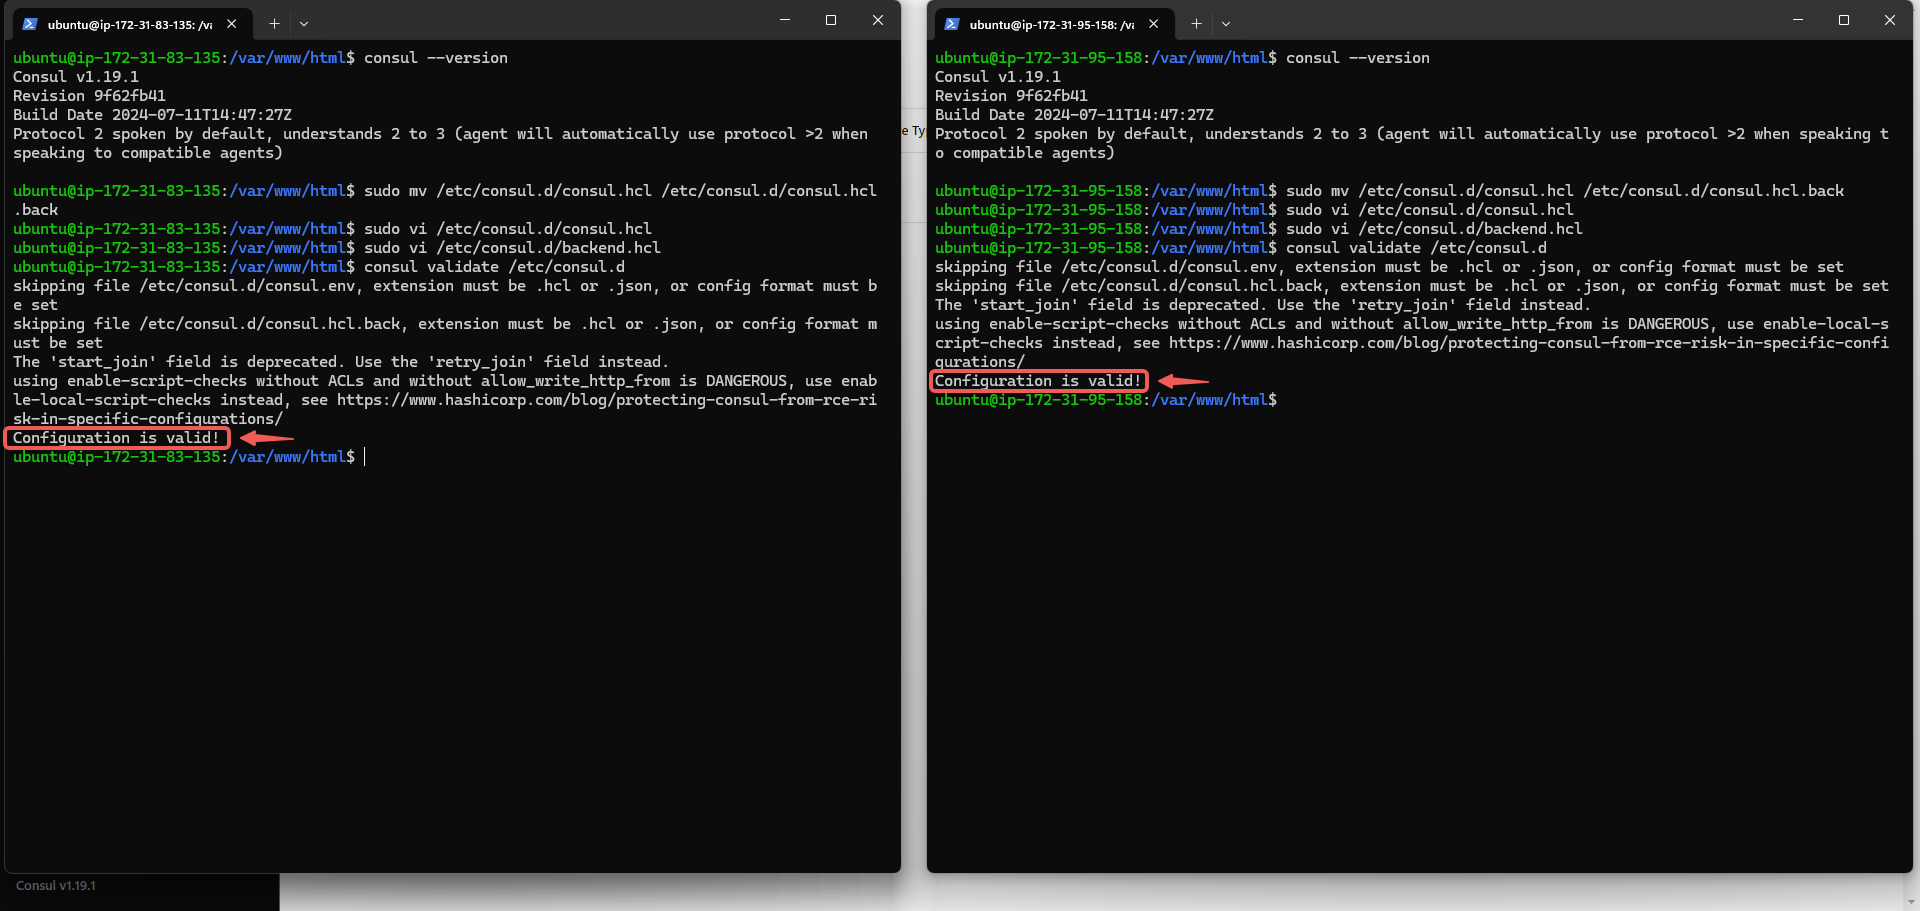 ubuntu@ip-172-31-83-135: /va
ubuntu@ip-172-31-83-135:/var/www/html$ consul --version
Consul v1.19.1
Revision 9f62fb41
Build Date 2024-07-11T14:47:27Z
Protocol 2 spoken by default, understands 2 to 3 (agent will automatically use protocol >2 when
speaking to compatible agents)
ubuntu@ip-172-31-83-135:/var/www/html$ sudo mv /etc/consul.d/consul.hcl /etc/consul.d/consul.hcl
.back
ubuntu@ip-172-31-83-135:/var/www/html$ sudo vi /etc/consul.d/consul.hcl
ubuntu@ip-172-31-83-135:/var/www/html$ sudo vi /etc/consul.d/backend.hcl
ubuntu@ip-172-31-83-135:/var/www/html$ consul validate /etc/consul.d
skipping file /etc/consul.d/consul.env, extension must be .hcl or .json, or config format must b
e set
skipping file /etc/consul.d/consul.hcl.back, extension must be .hcl or .json, or config format m
ust be set
The 'start_join' field is deprecated. Use the 'retry_join' field instead.
using enable-script-checks without ACLs and without allow_write_http_from is DANGEROUS, use enab
le-local-script-checks instead, see https://www.hashicorp.com/blog/protecting-consul-from-rce-ri
sk-in-specific-configurations/
Configuration is valid!
ubuntu@ip-172-31-83-135:/var/www/html$
Consul v1.19.1
e Ty
ubuntu@ip-172-31-95-158: /va
ubuntu@ip-172-31-95-158:/var/www/html$ consul --version
Consul v1.19.1
Revision 9f62fb41
Build Date 2024-07-11T14:47:27Z
Protocol 2 spoken by default, understands 2 to 3 (agent will automatically use protocol >2 when speaking t
o compatible agents)
ubuntu@ip-172-31-95-158:/var/www/html$ sudo mv /etc/consul.d/consul.hcl /etc/consul.d/consul.hcl.back
ubuntu@ip-172-31-95-158:/var/www/html$ sudo vi /etc/consul.d/consul.hcl
ubuntu@ip-172-31-95-158:/var/www/html$ sudo vi /etc/consul.d/backend.hcl
ubuntu@ip-172-31-95-158:/var/www/html$ consul validate /etc/consul.d
skipping file /etc/consul.d/consul.env, extension must be .hcl or .json, or config format must be set
skipping file /etc/consul.d/consul.hcl.back, extension must be .hcl or .json, or config format must be set
The 'start_join' field is deprecated. Use the 'retry_join' field instead.
using enable-script-checks without ACLs and without allow_write_http_from is DANGEROUS, use enable-local-s
cript-checks instead, see https://www.hashicorp.com/blog/protecting-consul-from-rce-risk-in-specific-confi
gurations/
Configuration is valid!
ubuntu@ip-172-31-95-158:/var/www/html$